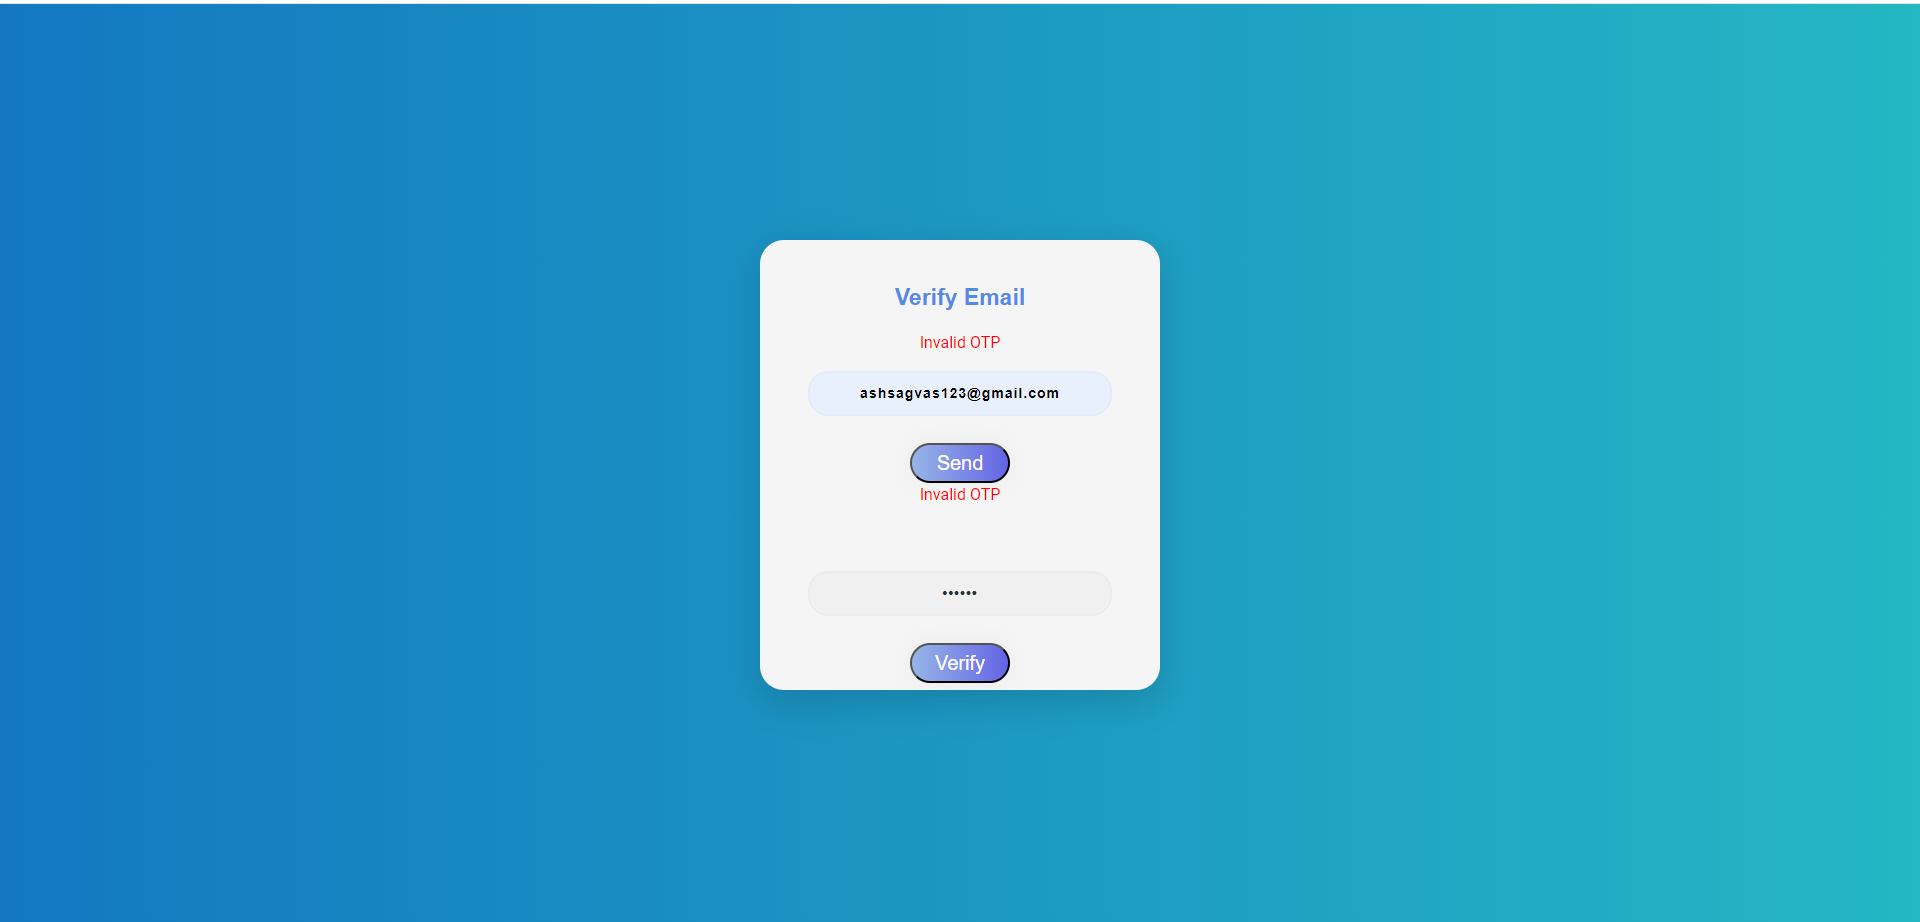 Verify Email
Invalid OTP
ashsagvas123@gmail.com
Send
Invalid OTP
••••••
Verify